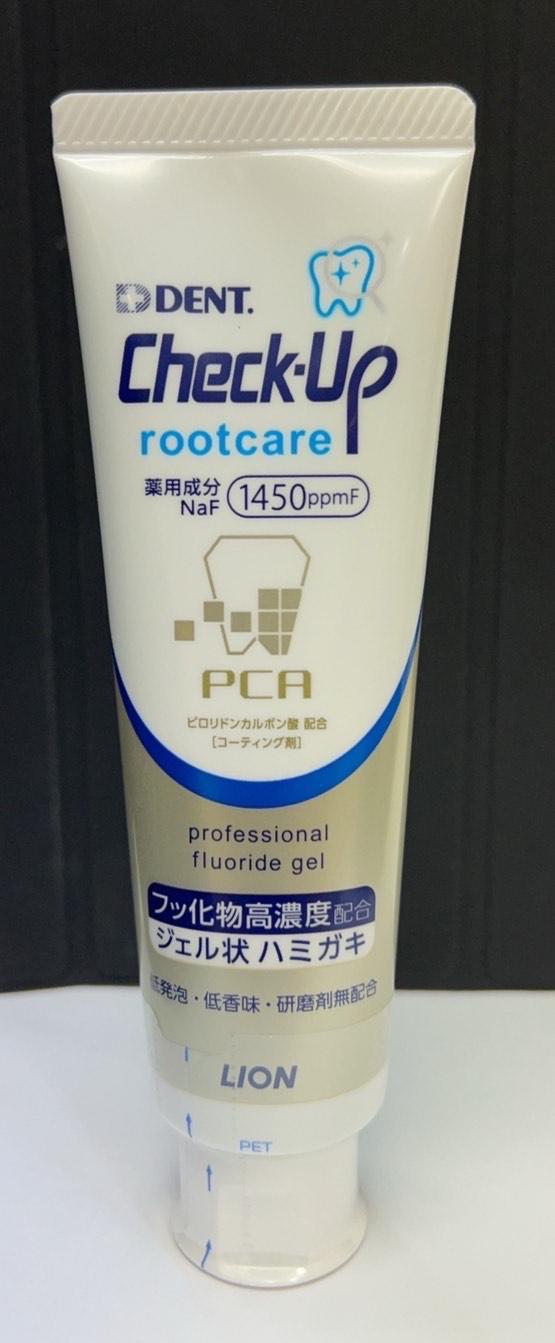 DENT.
Check-Up
rootcare
薬用成分
NaF
1450ppmF
PCA
ピロリドンカルボン酸 配合
[コーティング剤]
professional
fluoride gel
フッ化物高濃度配合
ジェル状 ハミガキ
低発泡・低香味・研磨剤無配合
LION
PET